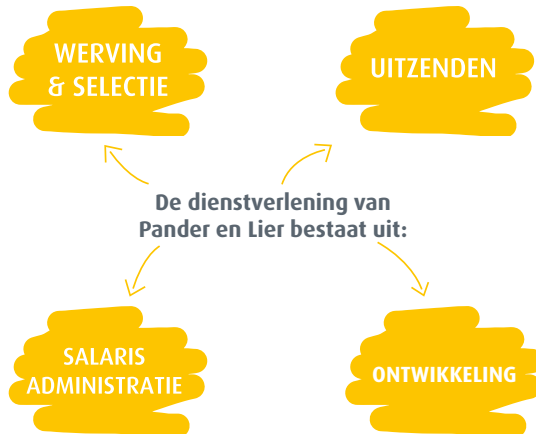 WERVING
& SELECTIE
UITZENDEN
De dienstverlening van
Pander en Lier bestaat uit:
SALARIS
ADMINISTRATIE
ONTWIKKELING